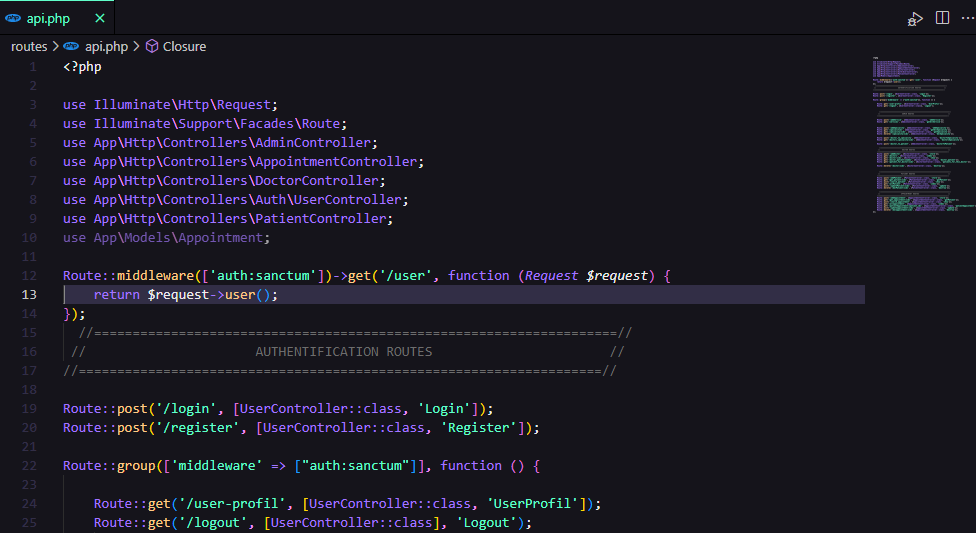 php api.php ×
routes > php api.php > Closure
1 <?php
2
3 use Illuminate\Http\Request;
4 use Illuminate\Support\Facades\Route;
5 use App\Http\Controllers\AdminController;
6 use App\Http\Controllers\AppointmentController;
7 use App\Http\Controllers\DoctorController;
8 use App\Http\Controllers\Auth\UserController;
9 use App\Http\Controllers\PatientController;
10 use App\Models\Appointment;
11
12 Route::middleware(['auth:sanctum'])->get('/user', function (Request $request) {
13     return $request->user();
14 });
15   //====================================================================//
16  //                      AUTHENTIFICATION ROUTES                       //
17 //====================================================================//
18
19 Route::post('/login', [UserController::class, 'Login']);
20 Route::post('/register', [UserController::class, 'Register']);
21
22 Route::group(['middleware' => ["auth:sanctum"]], function () {
23
24     Route::get('/user-profil', [UserController::class, 'UserProfil']);
25     Route::get('/logout', [UserController::class], 'Logout');